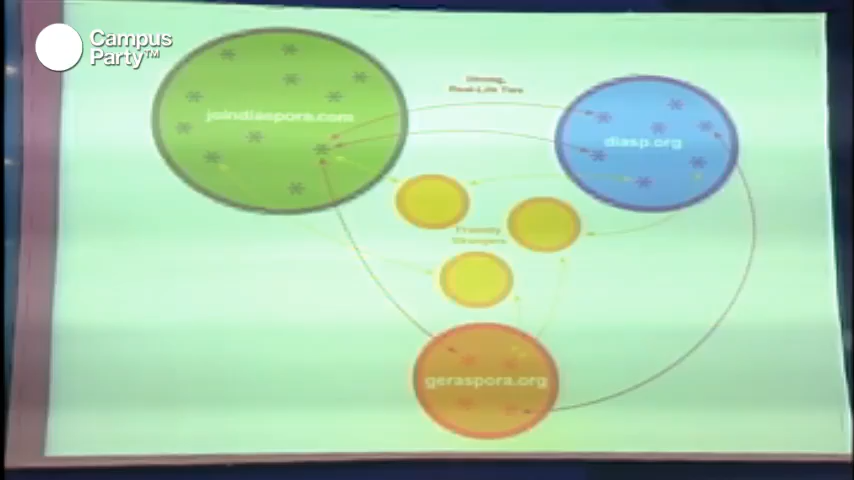 Campus
Party™
joindiaspora.com
Strong,
Real-Life Ties
diasp.org
Friendly
Strangers
geraspora.org